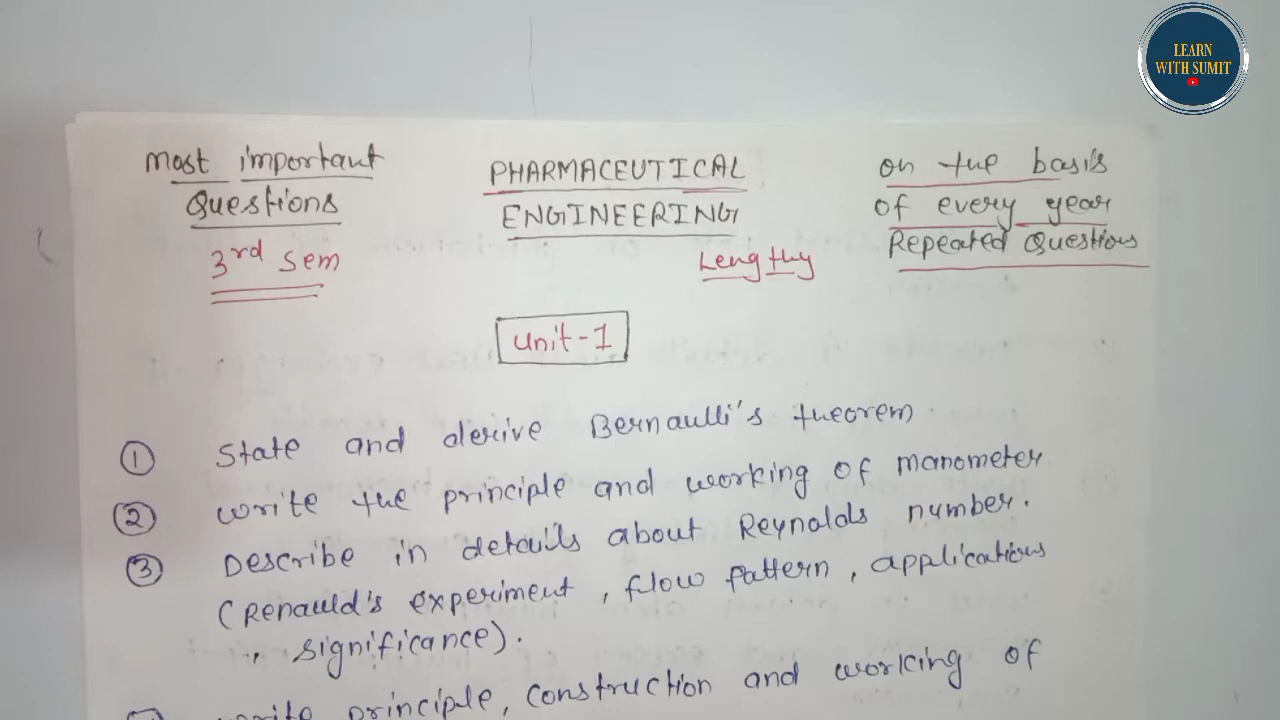 LEARN
WITH SUMIT
Most important
Questions
3rd Sem
PHARMACEUTICAL
ENGINEERING
Lengthy
on the basis
of every year
Repeated Questions
Unit-1
① State and derive Bernaulli's theorem
② write the principle and working of manometer
③ Describe in details about Reynolds number.
(Renauld's experiment, flow pattern, applications
, significance).
write principle, construction and working of